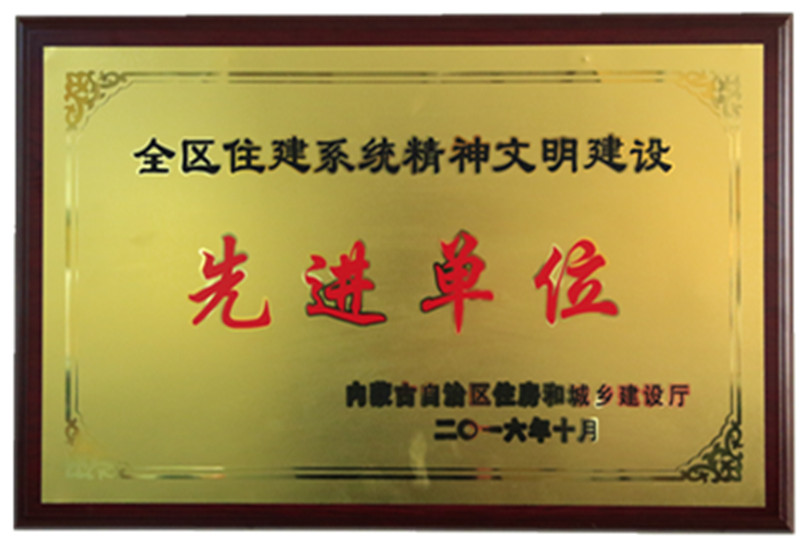 全区住建系统精神文明建设
先进单位
内蒙古自治区住房和城乡建设厅
二〇一六年十月